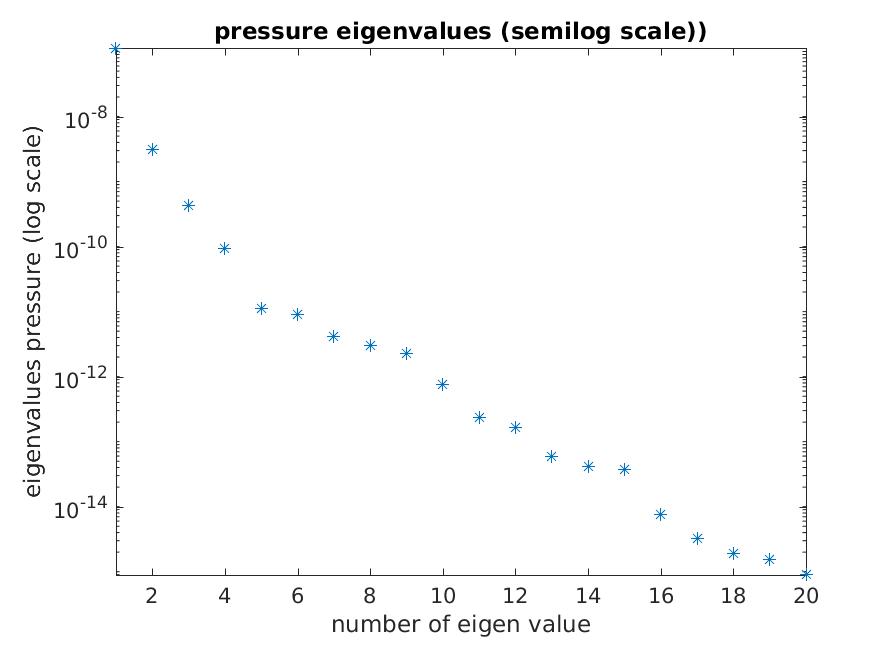 pressure eigenvalues (semilog scale))
eigenvalues pressure (log scale)
10-8
10-10
10-12
10-14
2 4 6 8 10 12 14 16 18 20
number of eigen value